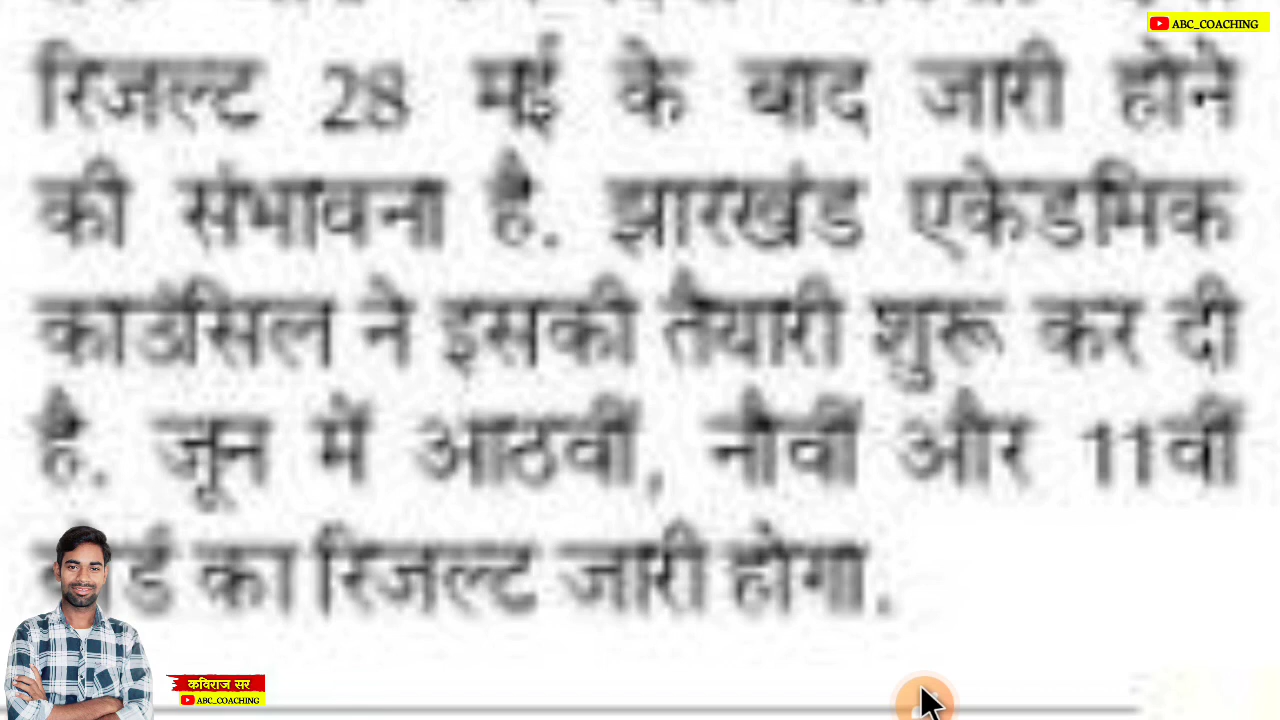 ABC_COACHING
रिजल्ट 28 मई के बाद जारी होने
की संभावना है. झारखंड एकेडमिक
काउंसिल ने इसकी तैयारी शुरू कर दी
है. जून में आठवीं, नौवीं और 11वीं
का रिजल्ट जारी होगा.
कविराज सर
ABC_COACHING